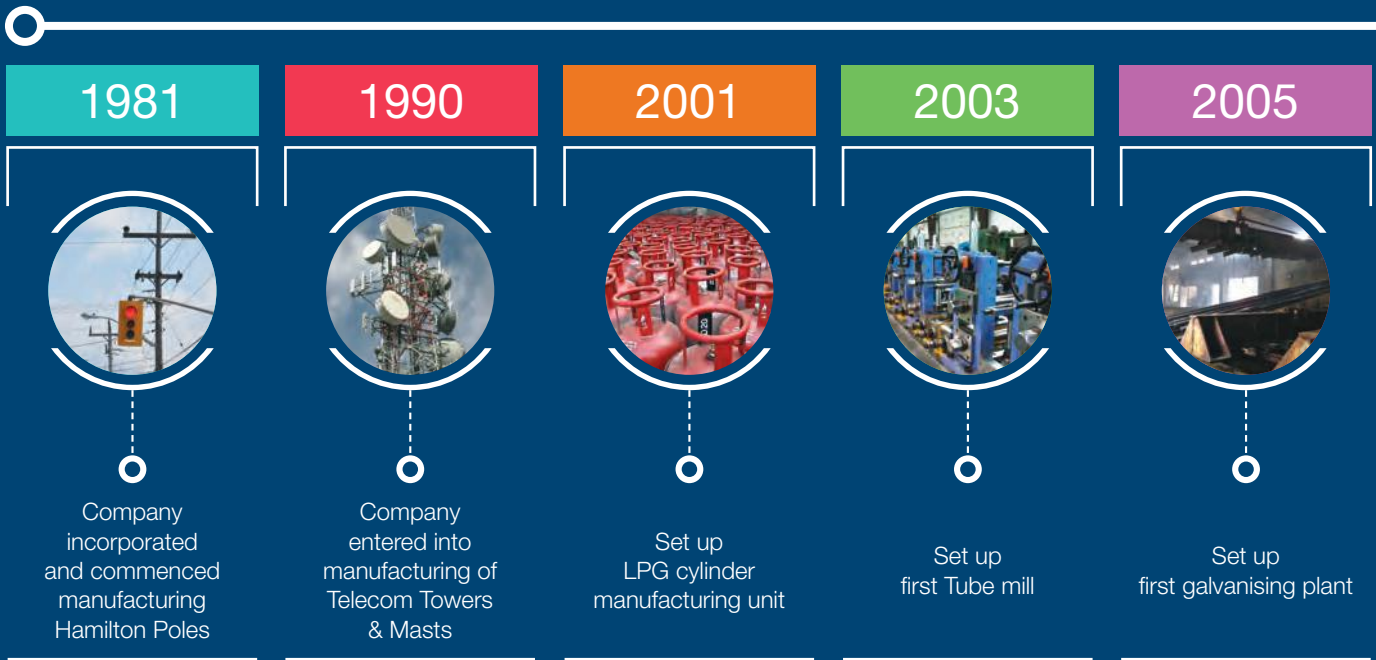 1981
1990
2001
2003
2005
Company
incorporated
and commenced
manufacturing
Hamilton Poles
Company
entered into
manufacturing of
Telecom Towers
& Masts
Set up
LPG cylinder
manufacturing unit
Set up
first Tube mill
Set up
first galvanising plant